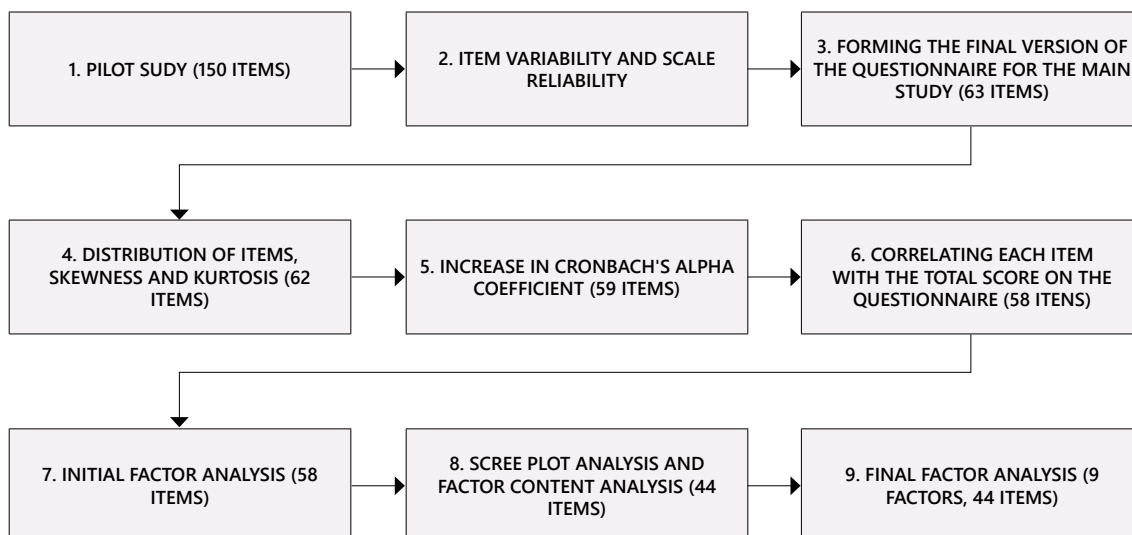 1. PILOT SUDY (150 ITEMS)
2. ITEM VARIABILITY AND SCALE
RELIABILITY
3. FORMING THE FINAL VERSION OF
THE QUESTIONNAIRE FOR THE MAIN
STUDY (63 ITEMS)
4. DISTRIBUTION OF ITEMS,
SKEWNESS AND KURTOSIS (62
ITEMS)
5. INCREASE IN CRONBACH'S ALPHA
COEFFICIENT (59 ITEMS)
6. CORRELATING EACH ITEM
WITH THE TOTAL SCORE ON THE
QUESTIONNAIRE (58 ITENS)
7. INITIAL FACTOR ANALYSIS (58
ITEMS)
8. SCREE PLOT ANALYSIS AND
FACTOR CONTENT ANALYSIS (44
ITEMS)
9. FINAL FACTOR ANALYSIS (9
FACTORS, 44 ITEMS)